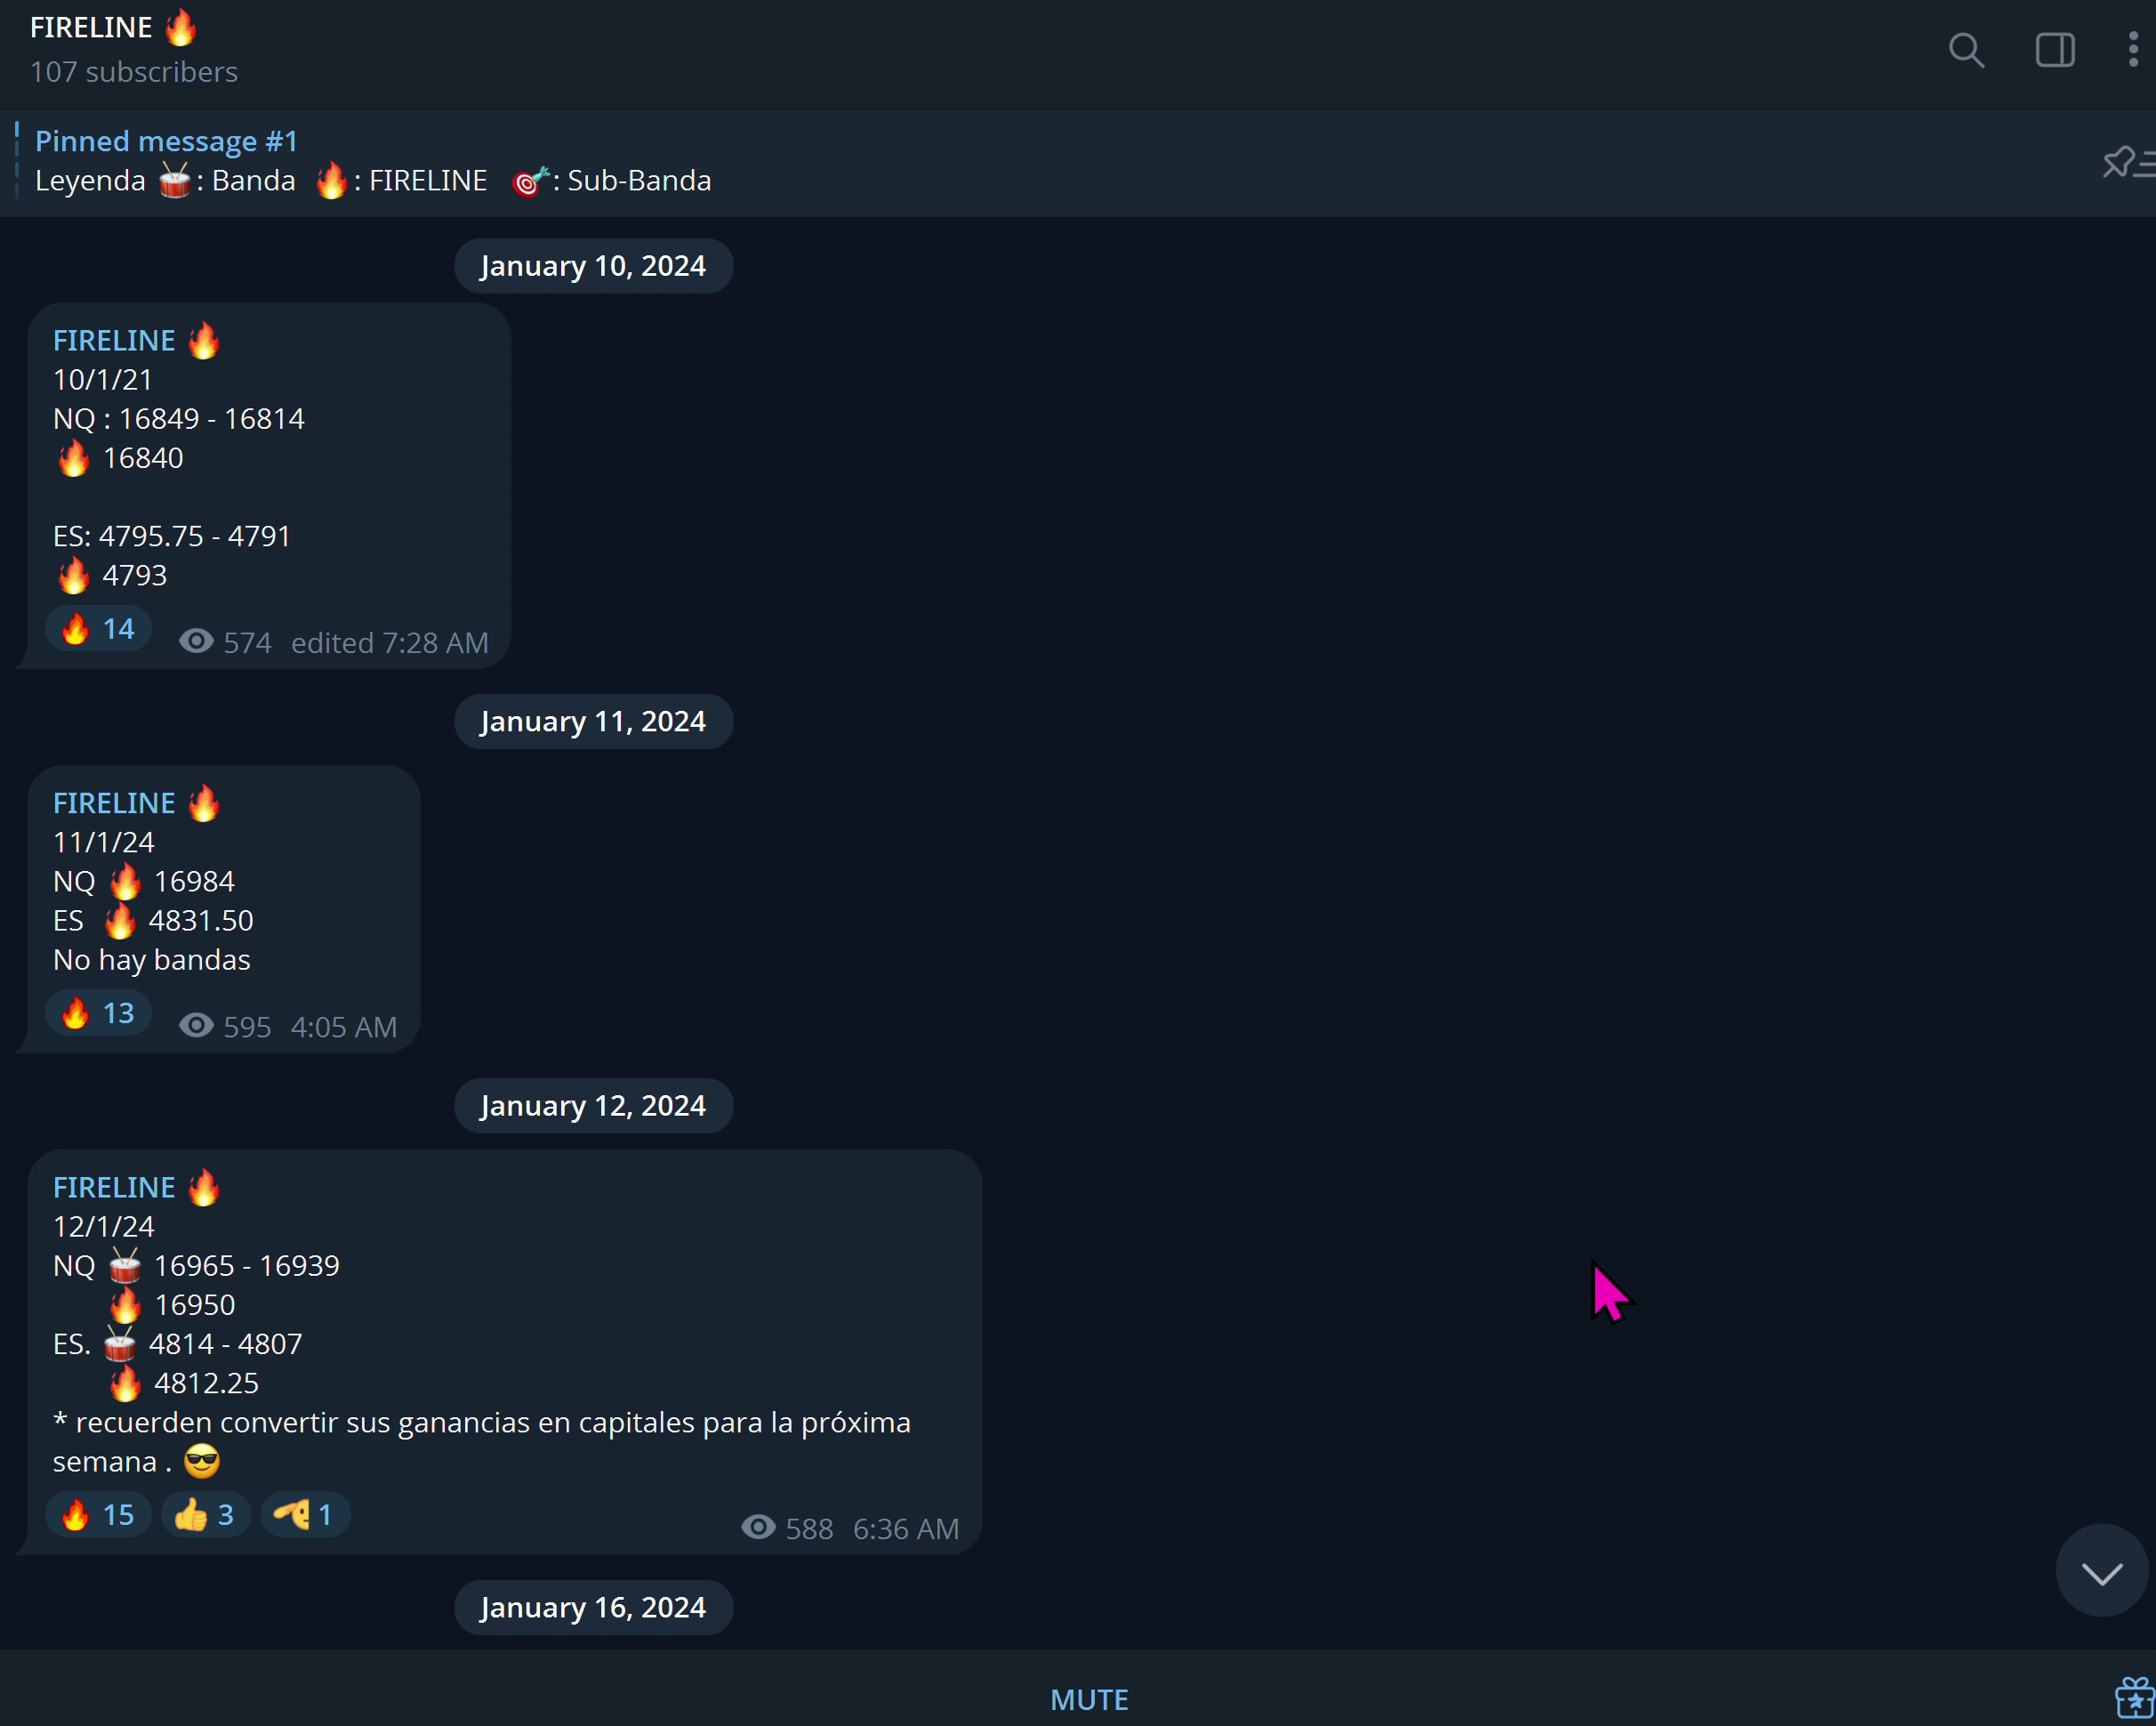 FIRELINE 🔥
107 subscribers
Pinned message #1
Leyenda 🥁: Banda 🔥: FIRELINE 🎯: Sub-Banda
January 10, 2024
FIRELINE 🔥
10/1/21
NQ : 16849 - 16814
🔥 16840
ES: 4795.75 - 4791
🔥 4793
🔥 14 574 edited 7:28 AM
January 11, 2024
FIRELINE 🔥
11/1/24
NQ 🔥 16984
ES 🔥 4831.50
No hay bandas
🔥 13 595 4:05 AM
January 12, 2024
FIRELINE 🔥
12/1/24
NQ 🥁 16965 - 16939
🔥 16950
ES. 🥁 4814 - 4807
🔥 4812.25
* recuerden convertir sus ganancias en capitales para la próxima
semana . 😎
🔥 15 👍 3 🫡 1 588 6:36 AM
January 16, 2024
MUTE